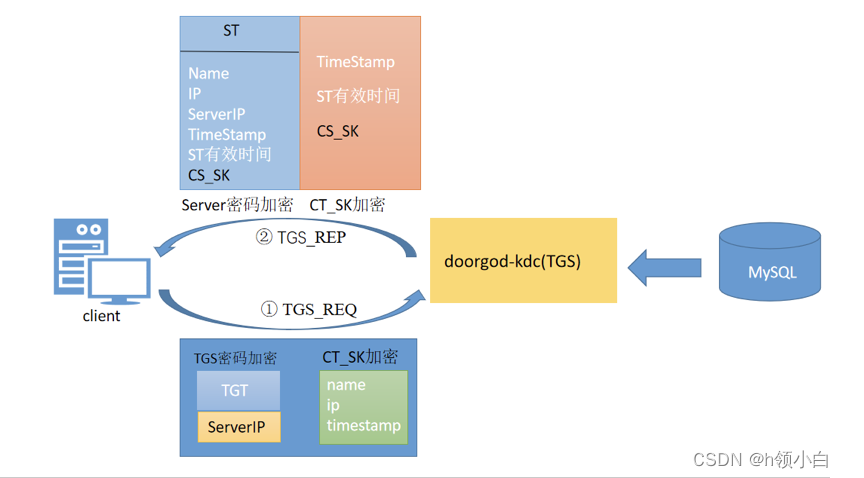 ST
Name
IP
ServerIP
TimeStamp
ST有效时间
CS_SK
TimeStamp
ST有效时间
CS_SK
Server密码加密
CT_SK加密
② TGS_REP
doorgod-kdc(TGS)
MySQL
client
① TGS_REQ
TGS密码加密
TGT
ServerIP
CT_SK加密
name
ip
timestamp
CSDN @h领小白